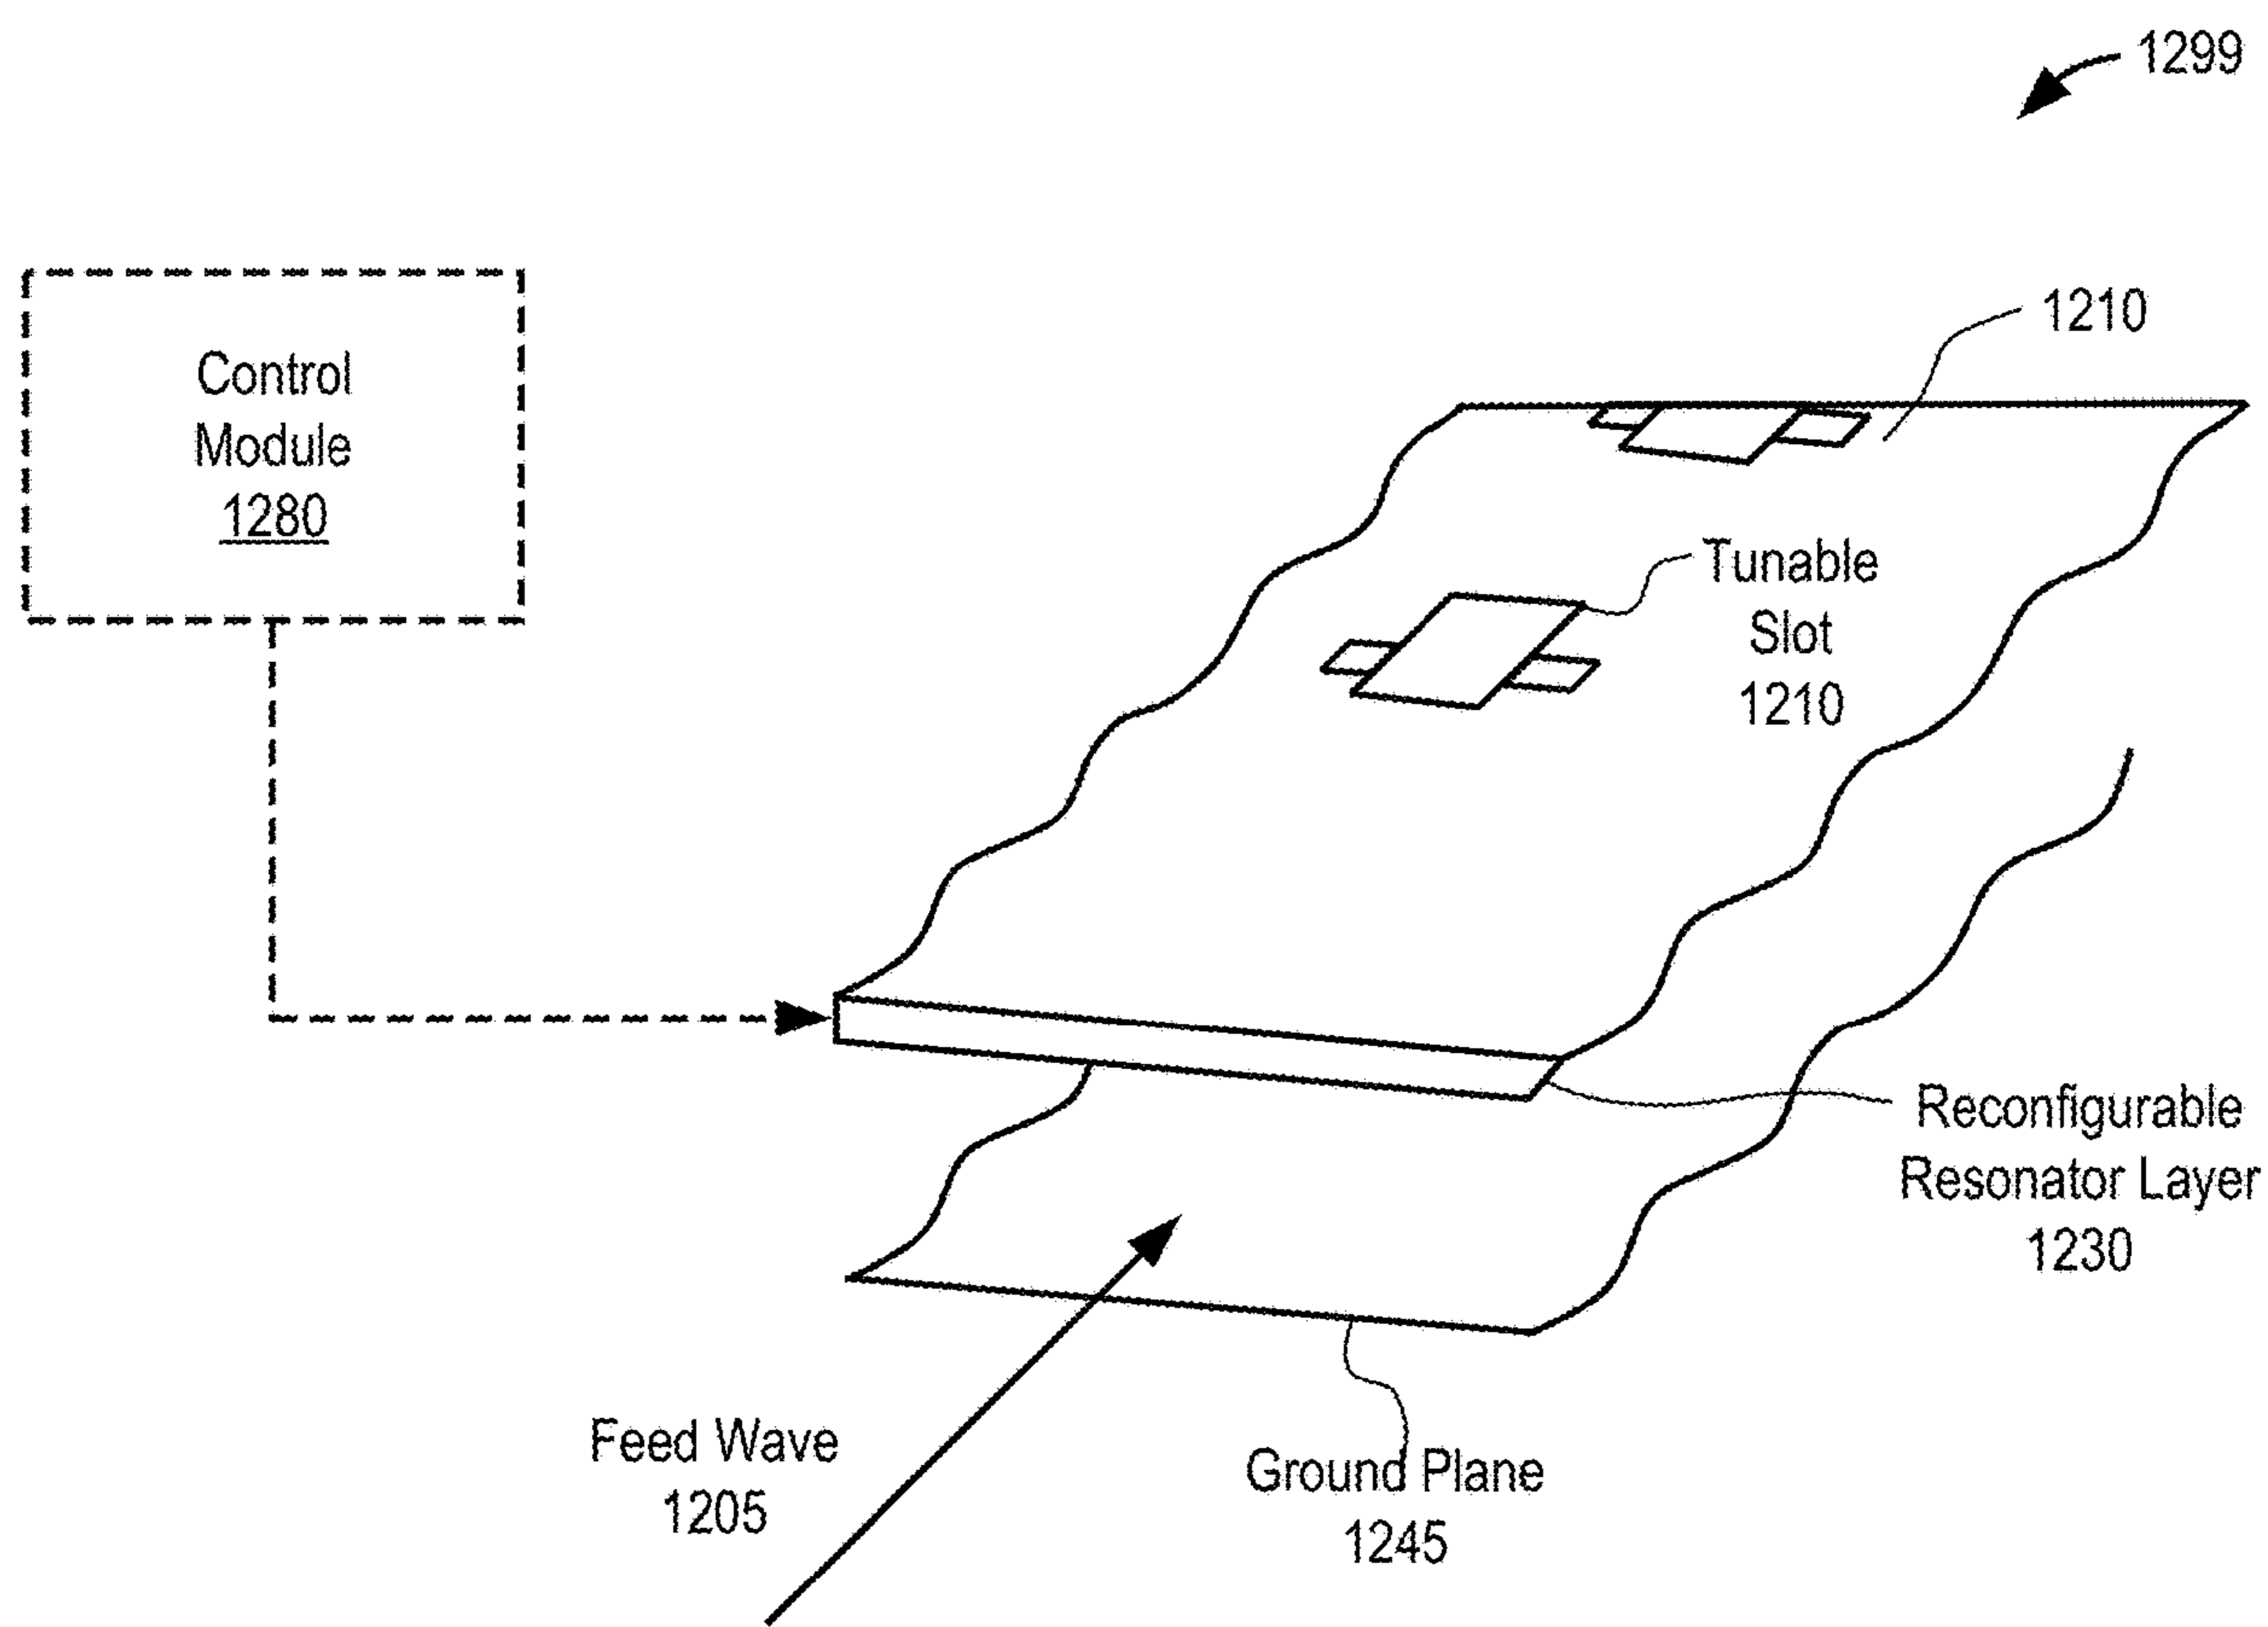 1299
1210
Control
Module
1280
Tunable
Slot
1210
Reconfigurable
Resonator Layer
1230
Feed Wave
1205
Ground Plane
1245